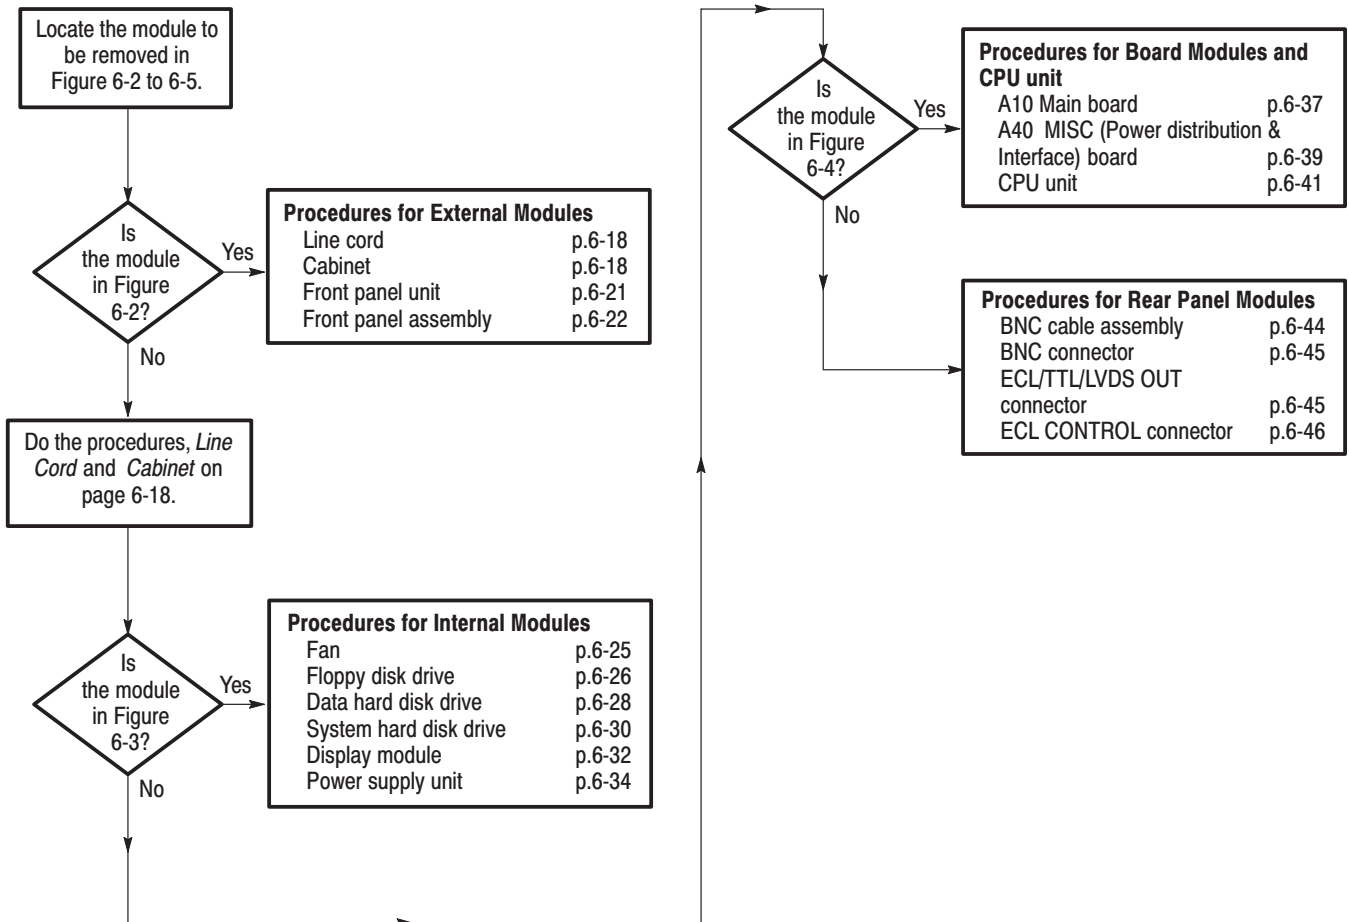 Locate the module to
be removed in
Figure 6-2 to 6-5.
Is
the module
in Figure
6-2?
Yes
No
Procedures for External Modules
Line cord p.6-18
Cabinet p.6-18
Front panel unit p.6-21
Front panel assembly p.6-22
Do the procedures, Line
Cord and Cabinet on
page 6-18.
Is
the module
in Figure
6-3?
Yes
No
Procedures for Internal Modules
Fan p.6-25
Floppy disk drive p.6-26
Data hard disk drive p.6-28
System hard disk drive p.6-30
Display module p.6-32
Power supply unit p.6-34
Is
the module
in Figure
6-4?
Yes
No
Procedures for Board Modules and
CPU unit
A10 Main board p.6-37
A40 MISC (Power distribution &
Interface) board p.6-39
CPU unit p.6-41
Procedures for Rear Panel Modules
BNC cable assembly p.6-44
BNC connector p.6-45
ECL/TTL/LVDS OUT
connector p.6-45
ECL CONTROL connector p.6-46